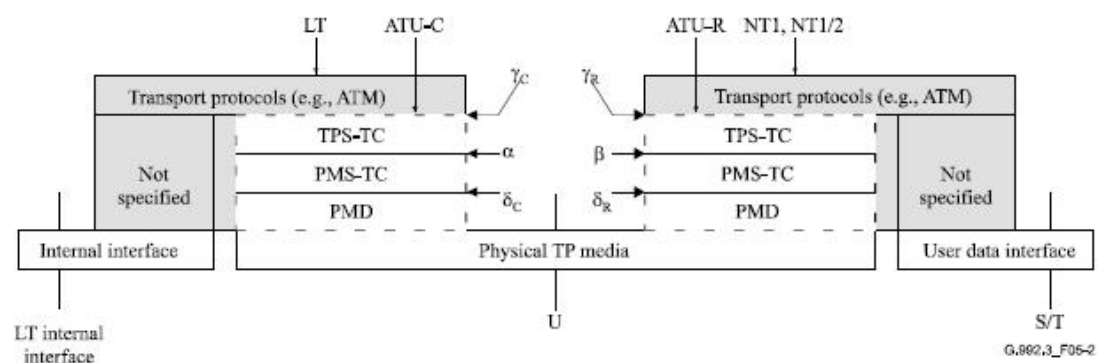 LT ATU-C ATU-R NT1, NT1/2
γC γR
Transport protocols (e.g., ATM) Transport protocols (e.g., ATM)
TPS-TC TPS-TC
α β
Not specified PMS-TC PMS-TC Not specified
δC δR
PMD PMD
Internal interface Physical TP media User data interface
LT internal interface
U
S/T
G.992.3_F05-2